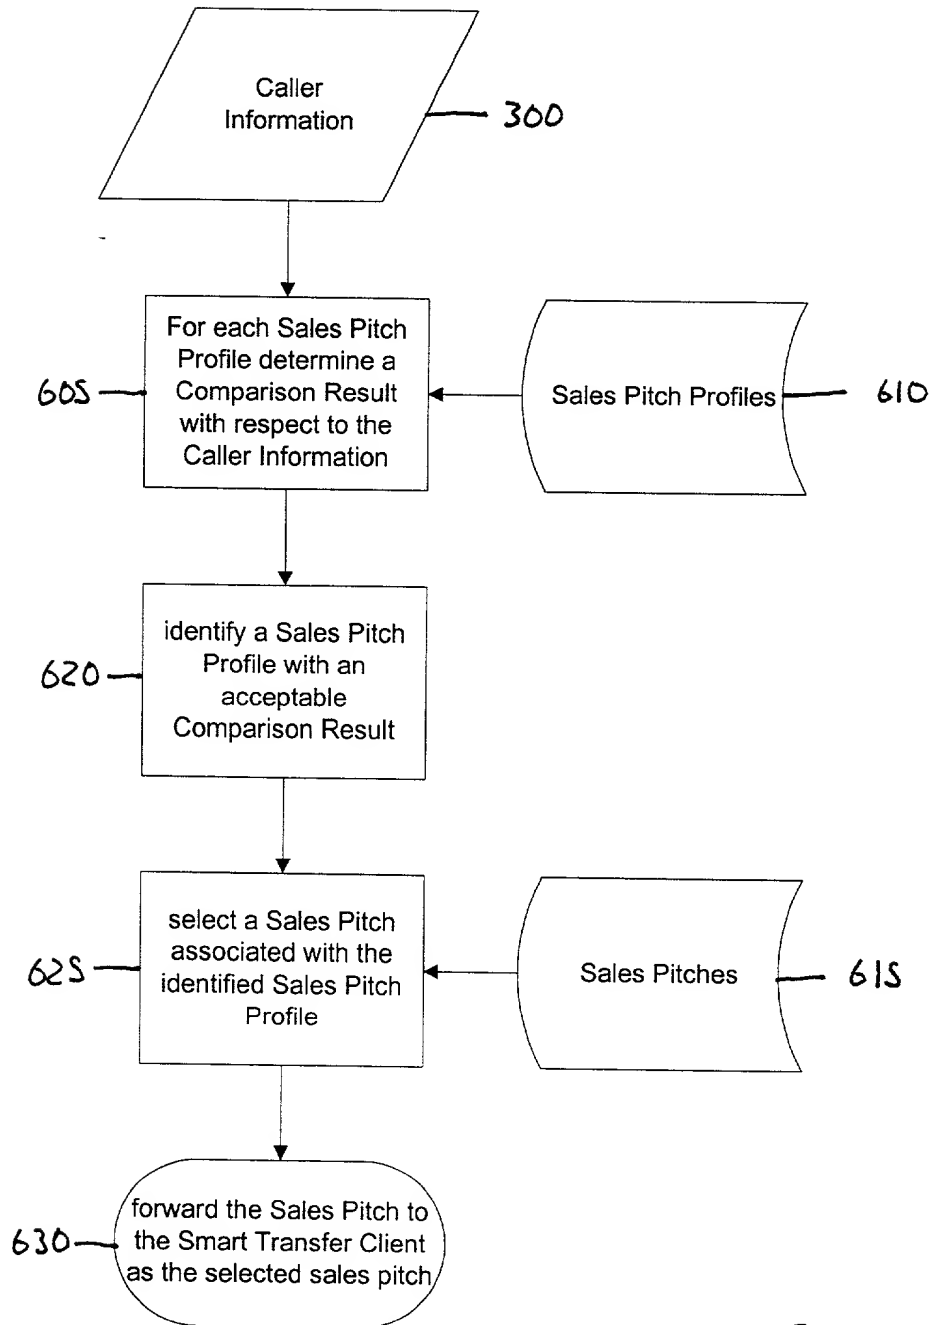 Caller
Information
300
For each Sales Pitch
Profile determine a
Comparison Result
with respect to the
Caller Information
605
Sales Pitch Profiles
610
identify a Sales Pitch
Profile with an
acceptable
Comparison Result
620
select a Sales Pitch
associated with the
identified Sales Pitch
Profile
625
Sales Pitches
615
forward the Sales Pitch to
the Smart Transfer Client
as the selected sales pitch
630